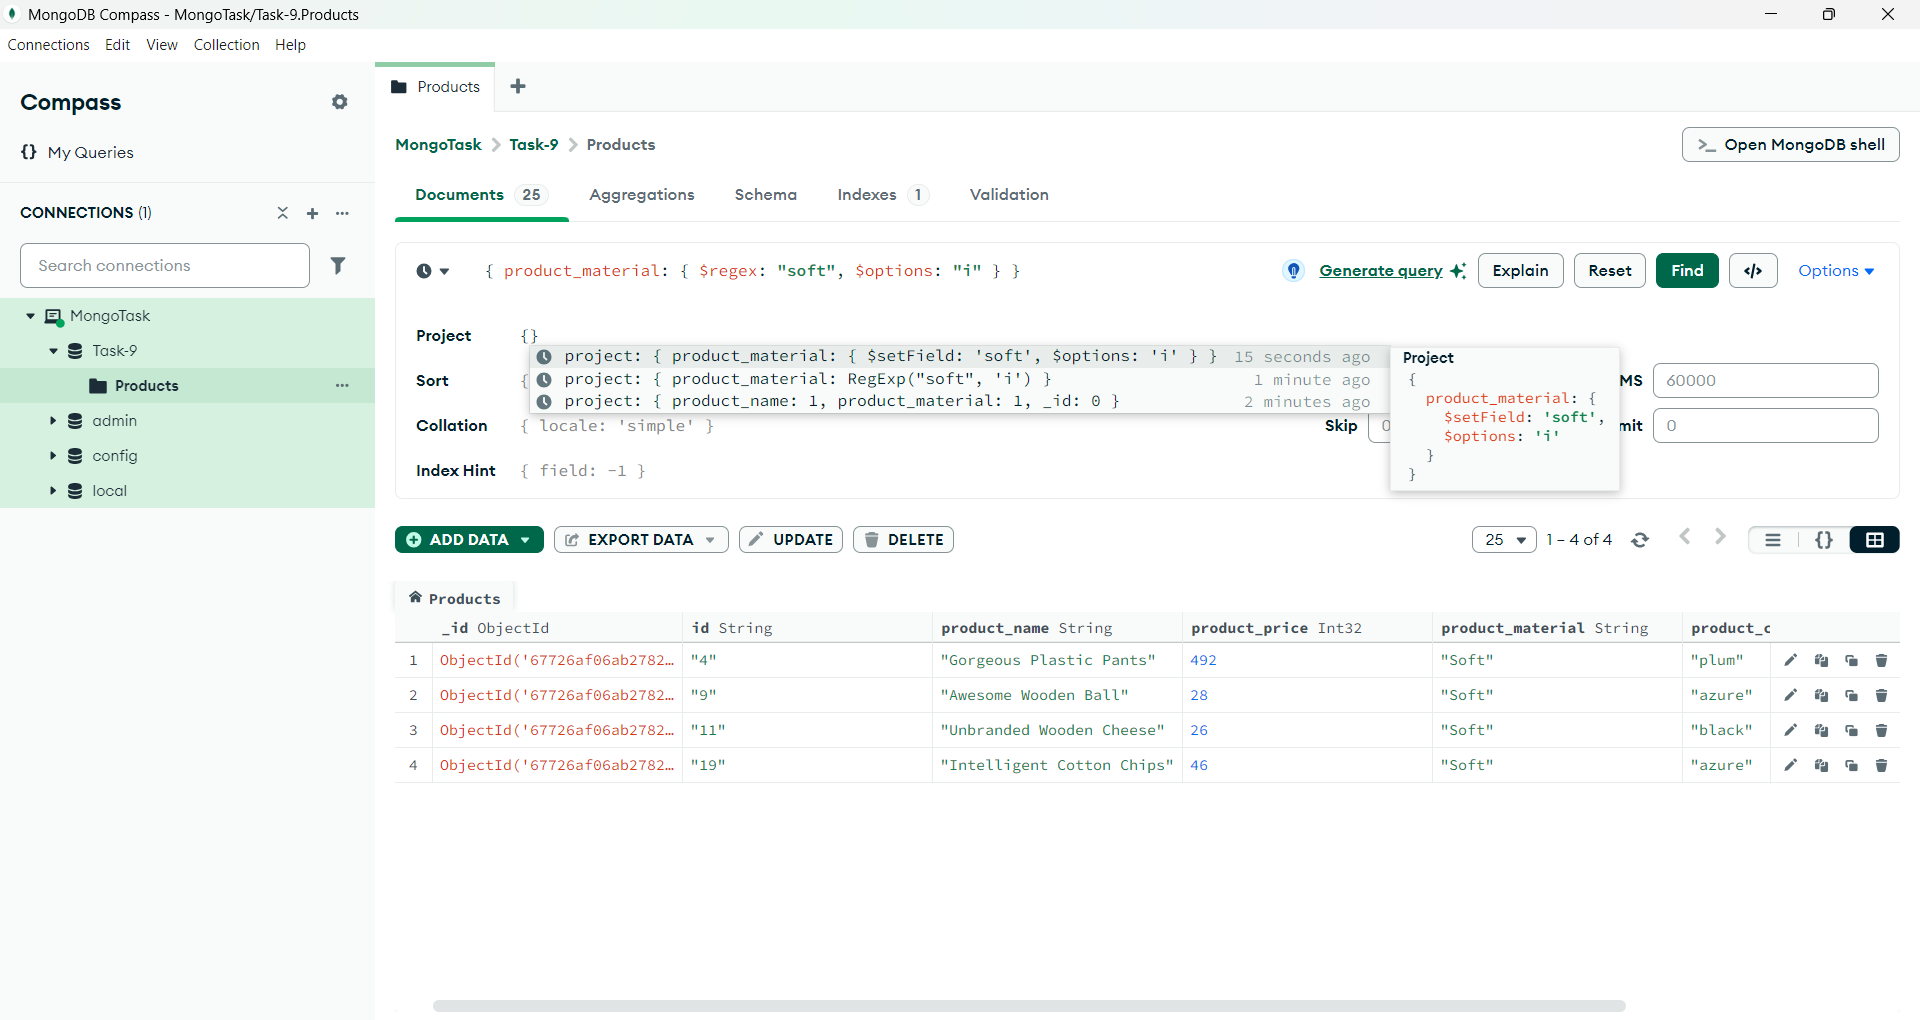 MongoDB Compass - MongoTask/Task-9.Products
Connections Edit View Collection Help
Compass
{} My Queries
CONNECTIONS (1)
Search connections
MongoTask
Task-9
Products
admin
config
local
Products
MongoTask > Task-9 > Products
>_ Open MongoDB shell
Documents 25 Aggregations Schema Indexes 1 Validation
{ product_material: { $regex: "soft", $options: "i" } }
Generate query Explain Reset Find </> Options
Project {}
project: { product_material: { $setField: 'soft', $options: 'i' } } 15 seconds ago
project: { product_material: RegExp("soft", 'i') } 1 minute ago
project: { product_name: 1, product_material: 1, _id: 0 } 2 minutes ago
Project
{
product_material: {
$setField: 'soft',
$options: 'i'
}
}
Sort { MS 60000
Collation { locale: 'simple' } Skip 0 mit 0
Index Hint { field: -1 }
ADD DATA EXPORT DATA UPDATE DELETE
25 1 – 4 of 4 {}
Products
_id ObjectId id String product_name String product_price Int32 product_material String product_c
1 ObjectId('67726af06ab2782… "4" "Gorgeous Plastic Pants" 492 "Soft" "plum"
2 ObjectId('67726af06ab2782… "9" "Awesome Wooden Ball" 28 "Soft" "azure"
3 ObjectId('67726af06ab2782… "11" "Unbranded Wooden Cheese" 26 "Soft" "black"
4 ObjectId('67726af06ab2782… "19" "Intelligent Cotton Chips" 46 "Soft" "azure"